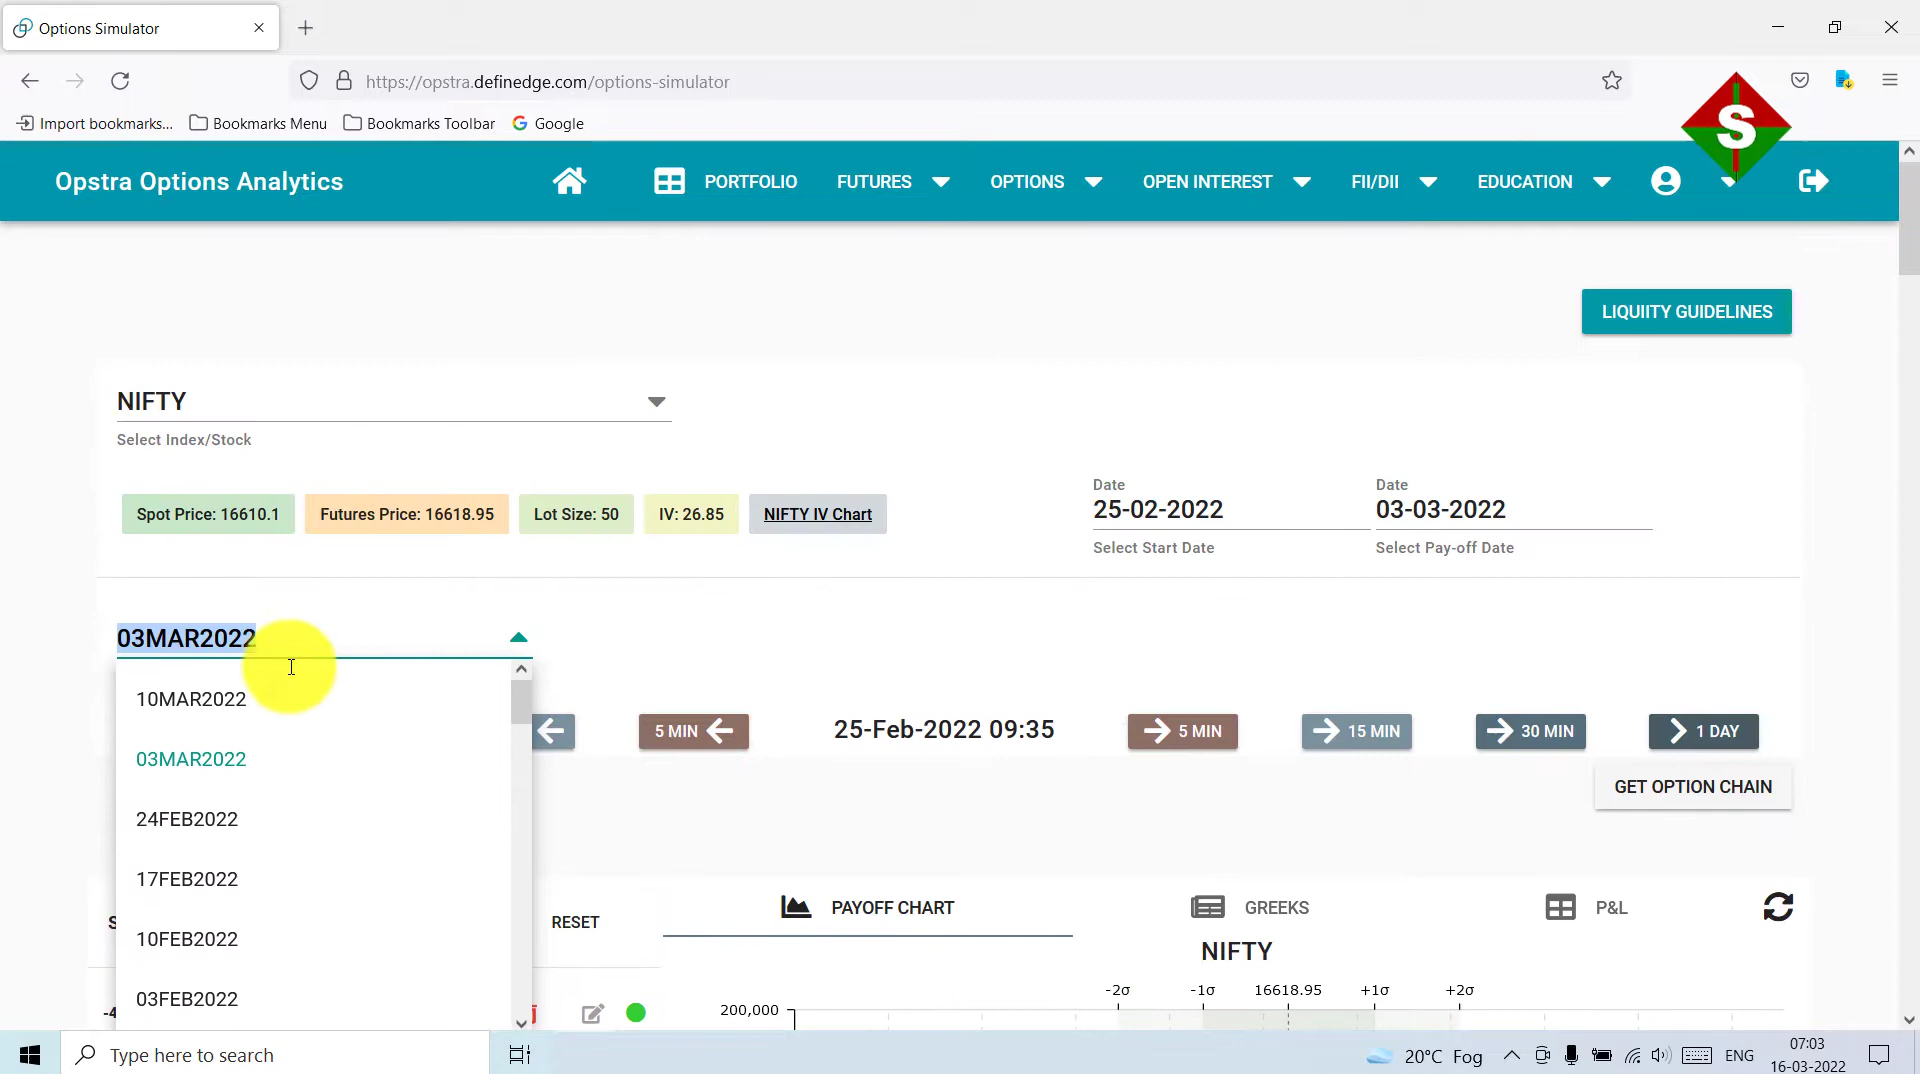 Options Simulator
https://opstra.definedge.com/options-simulator
Import bookmarks... Bookmarks Menu Bookmarks Toolbar Google
S
Opstra Options Analytics PORTFOLIO FUTURES OPTIONS OPEN INTEREST FII/DII EDUCATION
LIQUIITY GUIDELINES
NIFTY
Select Index/Stock
Spot Price: 16610.1 Futures Price: 16618.95 Lot Size: 50 IV: 26.85 NIFTY IV Chart
Date Date
25-02-2022 03-03-2022
Select Start Date Select Pay-off Date
03MAR2022
10MAR2022
03MAR2022
24FEB2022
17FEB2022
10FEB2022
03FEB2022
5 MIN 25-Feb-2022 09:35 5 MIN 15 MIN 30 MIN 1 DAY
GET OPTION CHAIN
RESET PAYOFF CHART GREEKS P&L
NIFTY
-2σ -1σ 16618.95 +1σ +2σ
200,000
Type here to search
20°C Fog ENG 07:03
16-03-2022